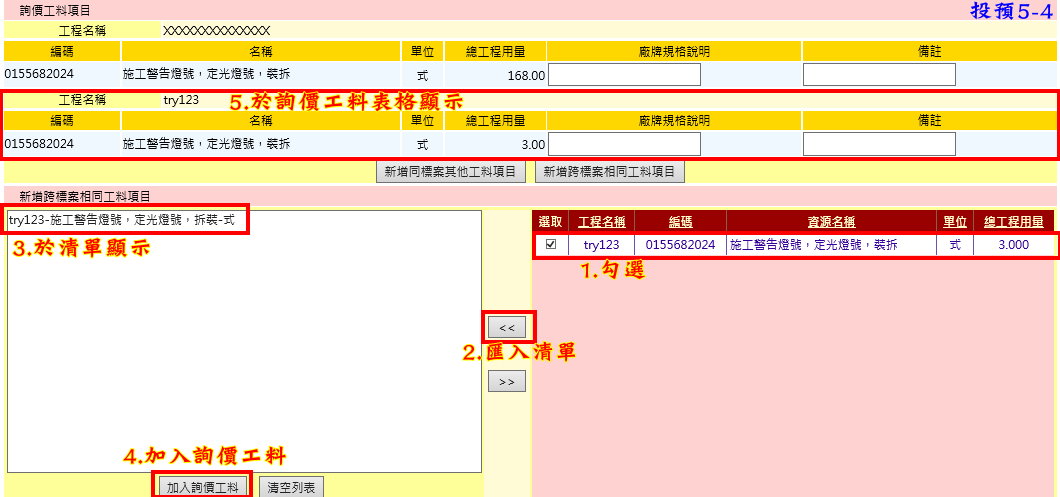 詢價工料項目
投預5-4
工程名稱 XXXXXXXXXXXXXX
編碼 名稱 單位 總工程用量 廠牌規格說明 備註
0155682024 施工警告燈號，定光燈號，裝拆 式 168.00
工程名稱 try123
5.於詢價工料表格顯示
編碼 名稱 單位 總工程用量 廠牌規格說明 備註
0155682024 施工警告燈號，定光燈號，裝拆 式 3.00
新增同標案其他工料項目 新增跨標案相同工料項目
新增跨標案相同工料項目
try123-施工警告燈號，定光燈號，拆裝-式
3.於清單顯示
選取 工程名稱 編碼 資源名稱 單位 總工程用量
try123 0155682024 施工警告燈號，定光燈號，裝拆 式 3.000
1.勾選
<<
2.匯入清單
>>
4.加入詢價工料
加入詢價工料 清空列表